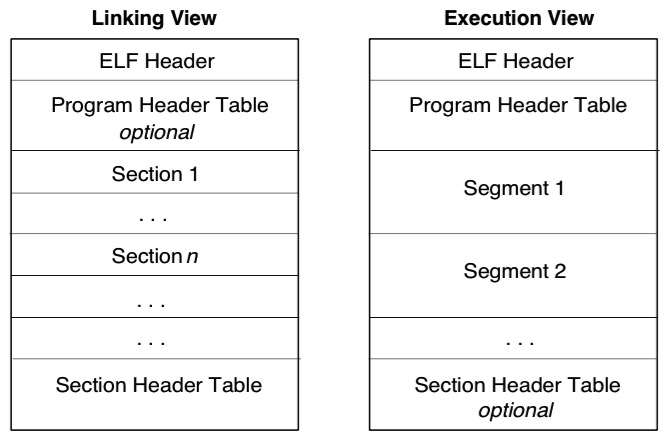 Linking View
ELF Header
Program Header Table
optional
Section 1
. . .
Section n
. . .
. . .
Section Header Table
Execution View
ELF Header
Program Header Table
Segment 1
Segment 2
. . .
Section Header Table
optional